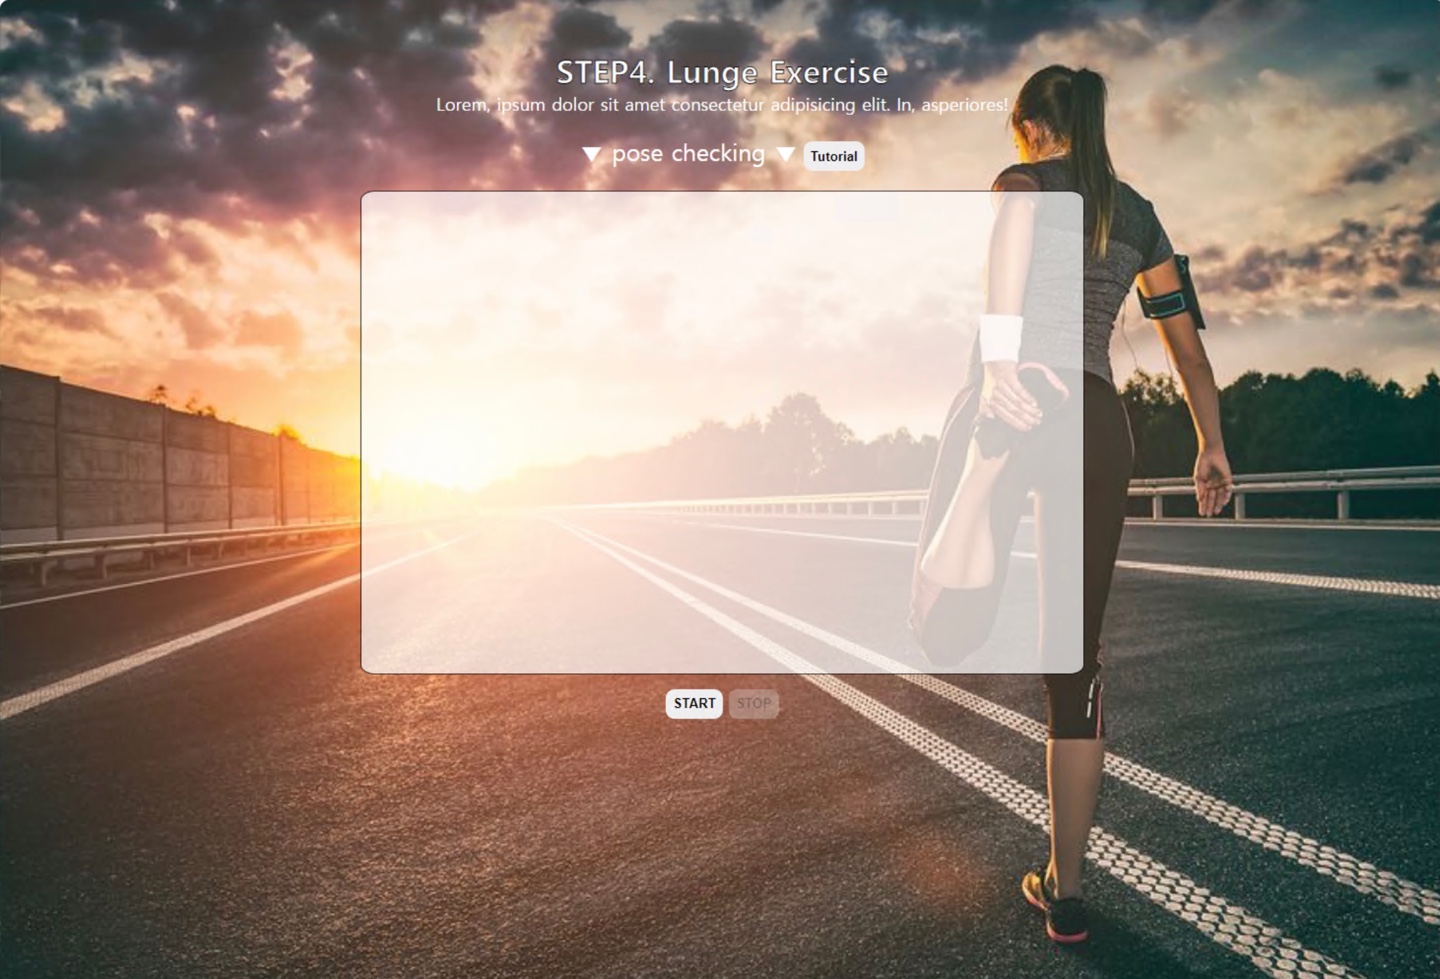 STEP4. Lunge Exercise
Lorem, ipsum dolor sit amet consectetur adipisicing elit. In, asperiores!
▼ pose checking ▼ Tutorial
START STOP